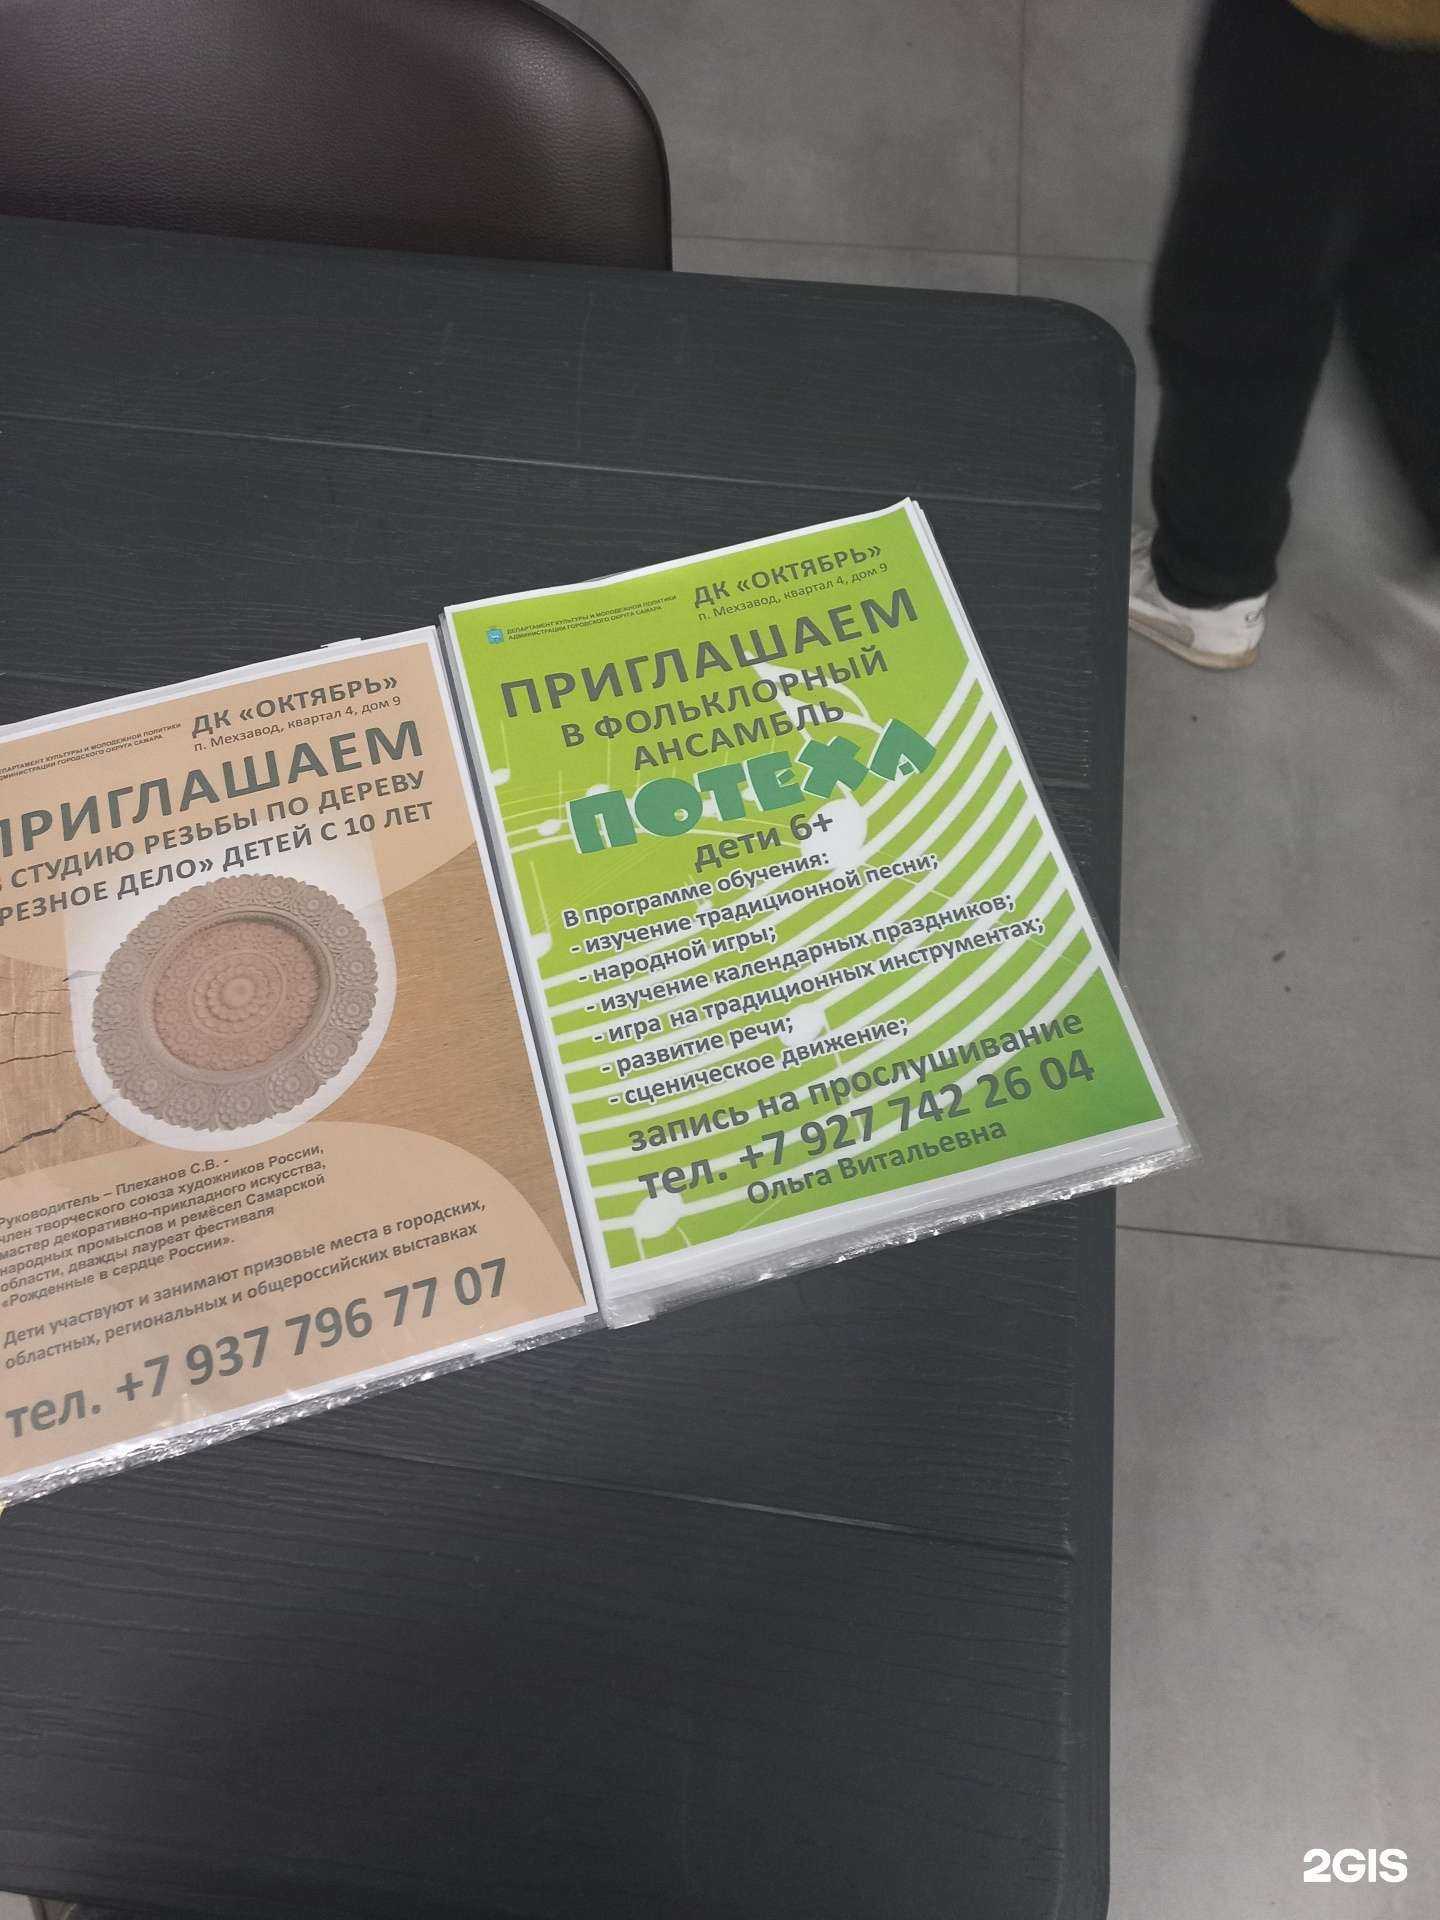 ДЕПАРТАМЕНТ КУЛЬТУРЫ И МОЛОДЕЖНОЙ ПОЛИТИКИ
АДМИНИСТРАЦИИ ГОРОДСКОГО ОКРУГА САМАРА
ДК «ОКТЯБРЬ»
п. Мехзавод, квартал 4, дом 9
ПРИГЛАШАЕМ
В СТУДИЮ РЕЗЬБЫ ПО ДЕРЕВУ
РЕЗНОЕ ДЕЛО» ДЕТЕЙ С 10 ЛЕТ
Руководитель – Плеханов С.В. -
член творческого союза художников России,
мастер декоративно-прикладного искусства,
народных промыслов и ремёсел Самарской
области, дважды лауреат фестиваля
«Рожденные в сердце России».
Дети участвуют и занимают призовые места в городских,
областных, региональных и общероссийских выставках
тел. +7 937 796 77 07
ДЕПАРТАМЕНТ КУЛЬТУРЫ И МОЛОДЕЖНОЙ ПОЛИТИКИ
АДМИНИСТРАЦИИ ГОРОДСКОГО ОКРУГА САМАРА
ДК «ОКТЯБРЬ»
п. Мехзавод, квартал 4, дом 9
ПРИГЛАШАЕМ
В ФОЛЬКЛОРНЫЙ
АНСАМБЛЬ
ПОТЕХА
дети 6+
В программе обучения:
- изучение традиционной песни;
- народной игры;
- изучение календарных праздников;
- игра на традиционных инструментах;
- развитие речи;
- сценическое движение;
запись на прослушивание
тел. +7 927 742 26 04
Ольга Витальевна
2GIS